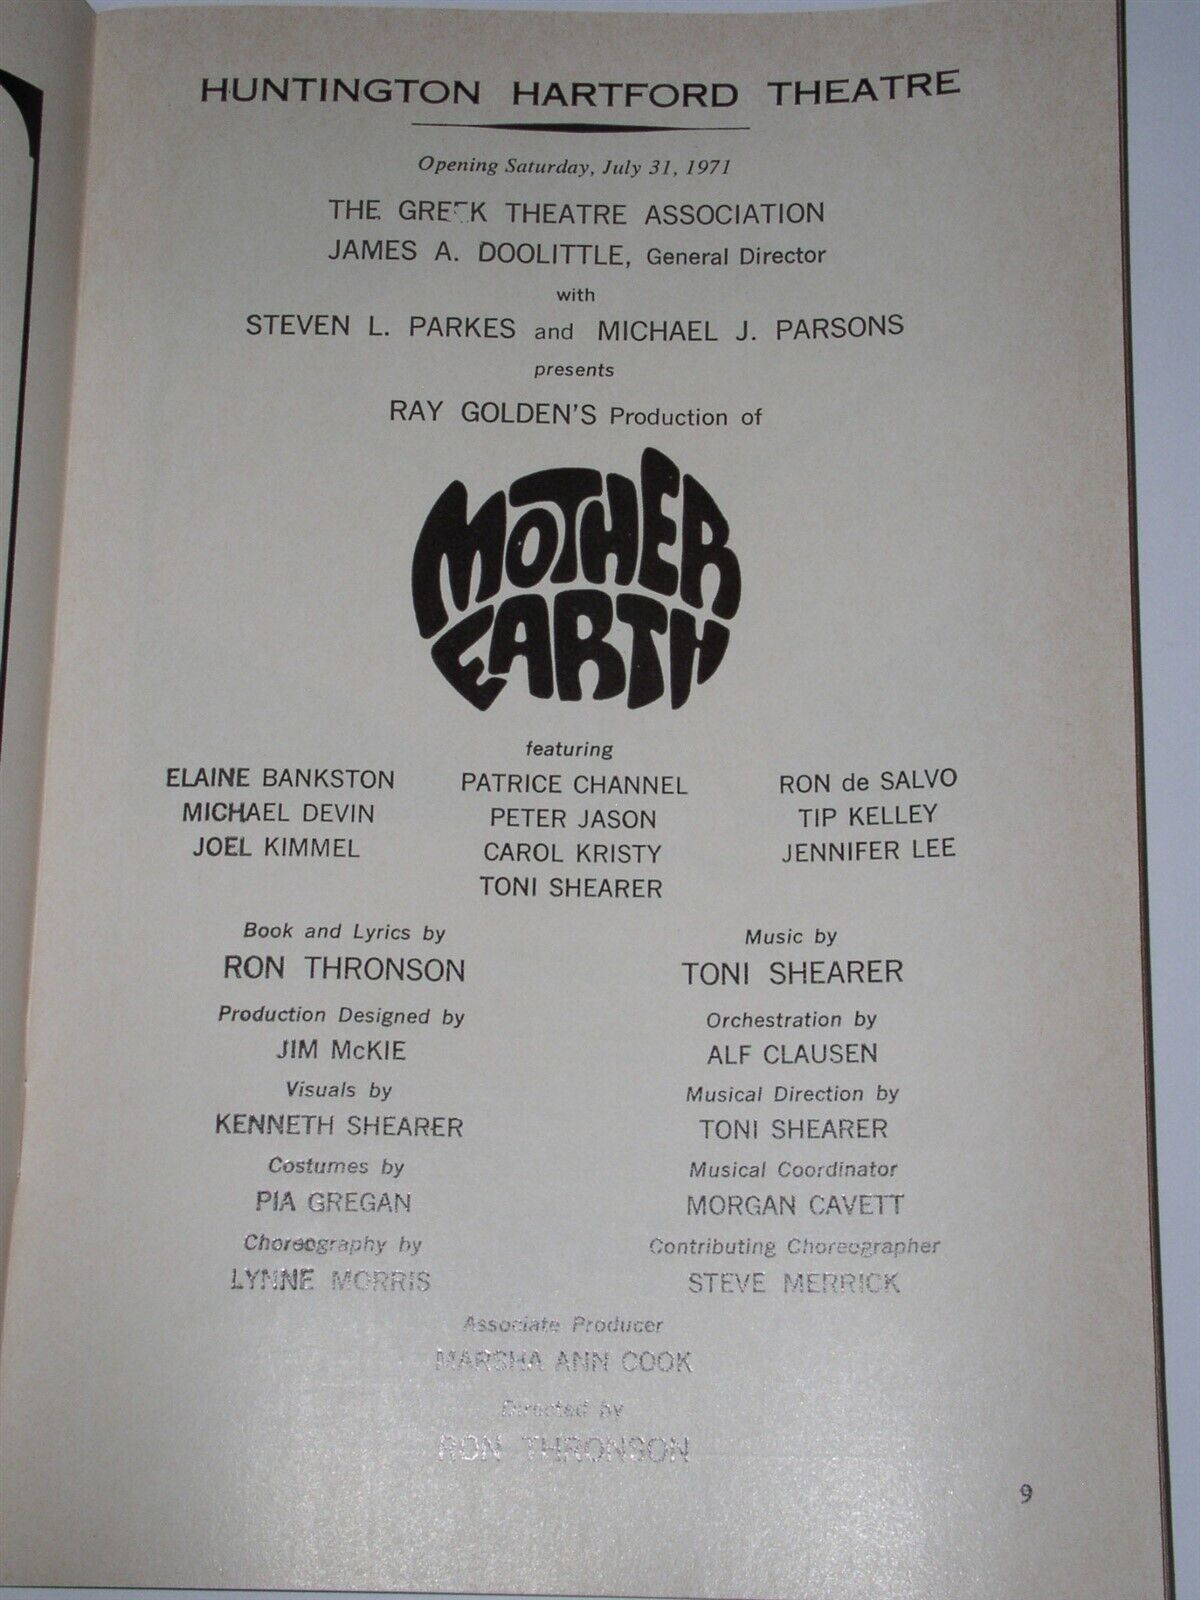 HUNTINGTON HARTFORD THEATRE
Opening Saturday, July 31, 1971
THE GREEK THEATRE ASSOCIATION
JAMES A. DOOLITTLE, General Director
with
STEVEN L. PARKES and MICHAEL J. PARSONS
presents
RAY GOLDEN'S Production of
MOTHER
EARTH
featuring
ELAINE BANKSTON PATRICE CHANNEL RON de SALVO
MICHAEL DEVIN PETER JASON TIP KELLEY
JOEL KIMMEL CAROL KRISTY JENNIFER LEE
TONI SHEARER
Book and Lyrics by Music by
RON THRONSON TONI SHEARER
Production Designed by Orchestration by
JIM McKIE ALF CLAUSEN
Visuals by Musical Direction by
KENNETH SHEARER TONI SHEARER
Costumes by Musical Coordinator
PIA GREGAN MORGAN CAVETT
Choreography by Contributing Choreographer
LYNNE MORRIS STEVE MERRICK
Associate Producer
MARSHA ANN COOK
Directed by
RON THRONSON
9